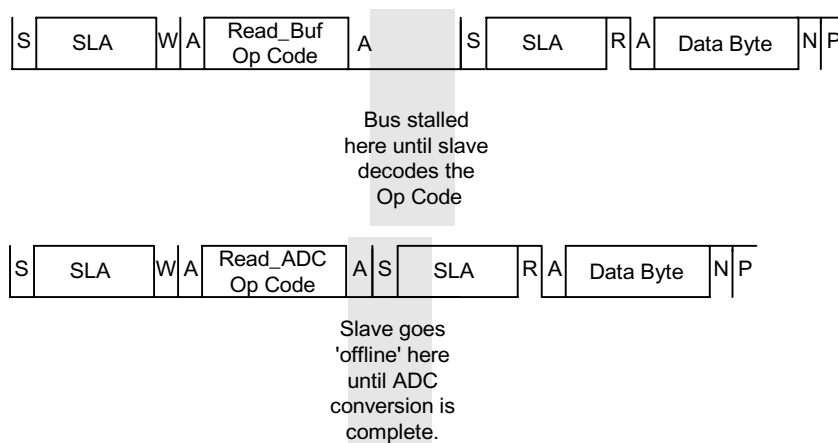 S SLA W A Read_Buf Op Code A S SLA R A Data Byte N P
Bus stalled
here until slave
decodes the
Op Code
S SLA W A Read_ADC Op Code A S SLA R A Data Byte N P
Slave goes
'offline' here
until ADC
conversion is
complete.